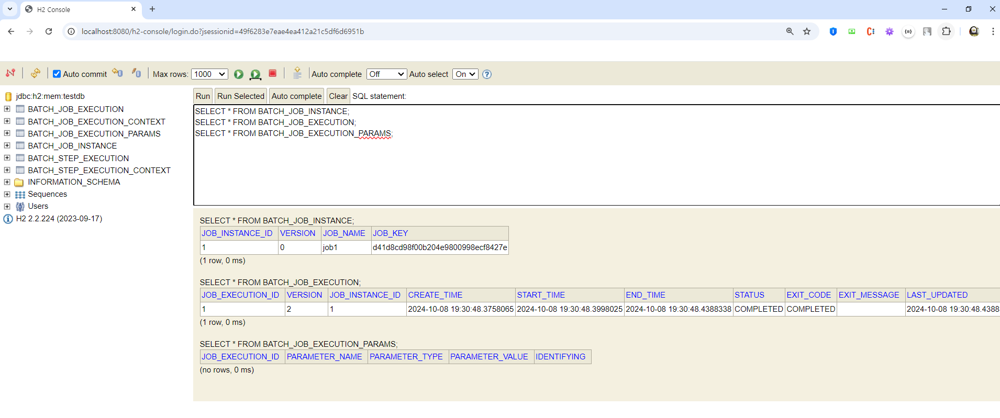 H2 Console
localhost:8080/h2-console/login.do?jsessionid=49f6283e7eae4ea412a21c5df6d6951b
Auto commit Max rows: 1000 Auto complete Off Auto select On
jdbc:h2:mem:testdb
BATCH_JOB_EXECUTION
BATCH_JOB_EXECUTION_CONTEXT
BATCH_JOB_EXECUTION_PARAMS
BATCH_JOB_INSTANCE
BATCH_STEP_EXECUTION
BATCH_STEP_EXECUTION_CONTEXT
INFORMATION_SCHEMA
Sequences
Users
H2 2.2.224 (2023-09-17)
Run Run Selected Auto complete Clear SQL statement:
SELECT * FROM BATCH_JOB_INSTANCE;
SELECT * FROM BATCH_JOB_EXECUTION;
SELECT * FROM BATCH_JOB_EXECUTION_PARAMS;
SELECT * FROM BATCH_JOB_INSTANCE;
JOB_INSTANCE_ID VERSION JOB_NAME JOB_KEY
1 0 job1 d41d8cd98f00b204e9800998ecf8427e
(1 row, 0 ms)
SELECT * FROM BATCH_JOB_EXECUTION;
JOB_EXECUTION_ID VERSION JOB_INSTANCE_ID CREATE_TIME START_TIME END_TIME STATUS EXIT_CODE EXIT_MESSAGE LAST_UPDATED
1 2 1 2024-10-08 19:30:48.3758065 2024-10-08 19:30:48.3998025 2024-10-08 19:30:48.4388338 COMPLETED COMPLETED 2024-10-08 19:30:48.4388
(1 row, 0 ms)
SELECT * FROM BATCH_JOB_EXECUTION_PARAMS;
JOB_EXECUTION_ID PARAMETER_NAME PARAMETER_TYPE PARAMETER_VALUE IDENTIFYING
(no rows, 0 ms)